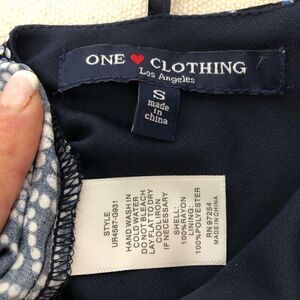 ONE ❤ CLOTHING
Los Angeles
S
made in
china
STYLE
UR4587-G931
HAND WASH IN
COLD WATER
DO NOT BLEACH
LAY FLAT TO DRY
COOL IRON
IF NECESSARY
SHELL:
100% RAYON
LINING:
100%POLYESTER
RN 97254
MADE IN CHINA